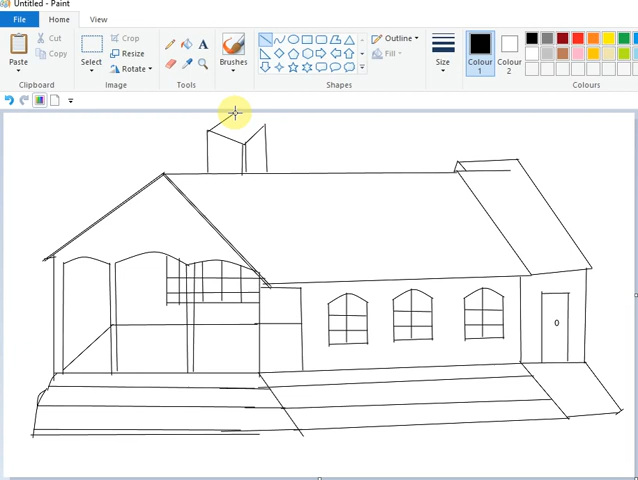 Untitled - Paint
File Home View
Paste
Cut
Copy
Clipboard
Select
Crop
Resize
Rotate
Image
A
Tools
Brushes
Outline
Fill
Shapes
Size
Colour
1
Colour
2
Colours